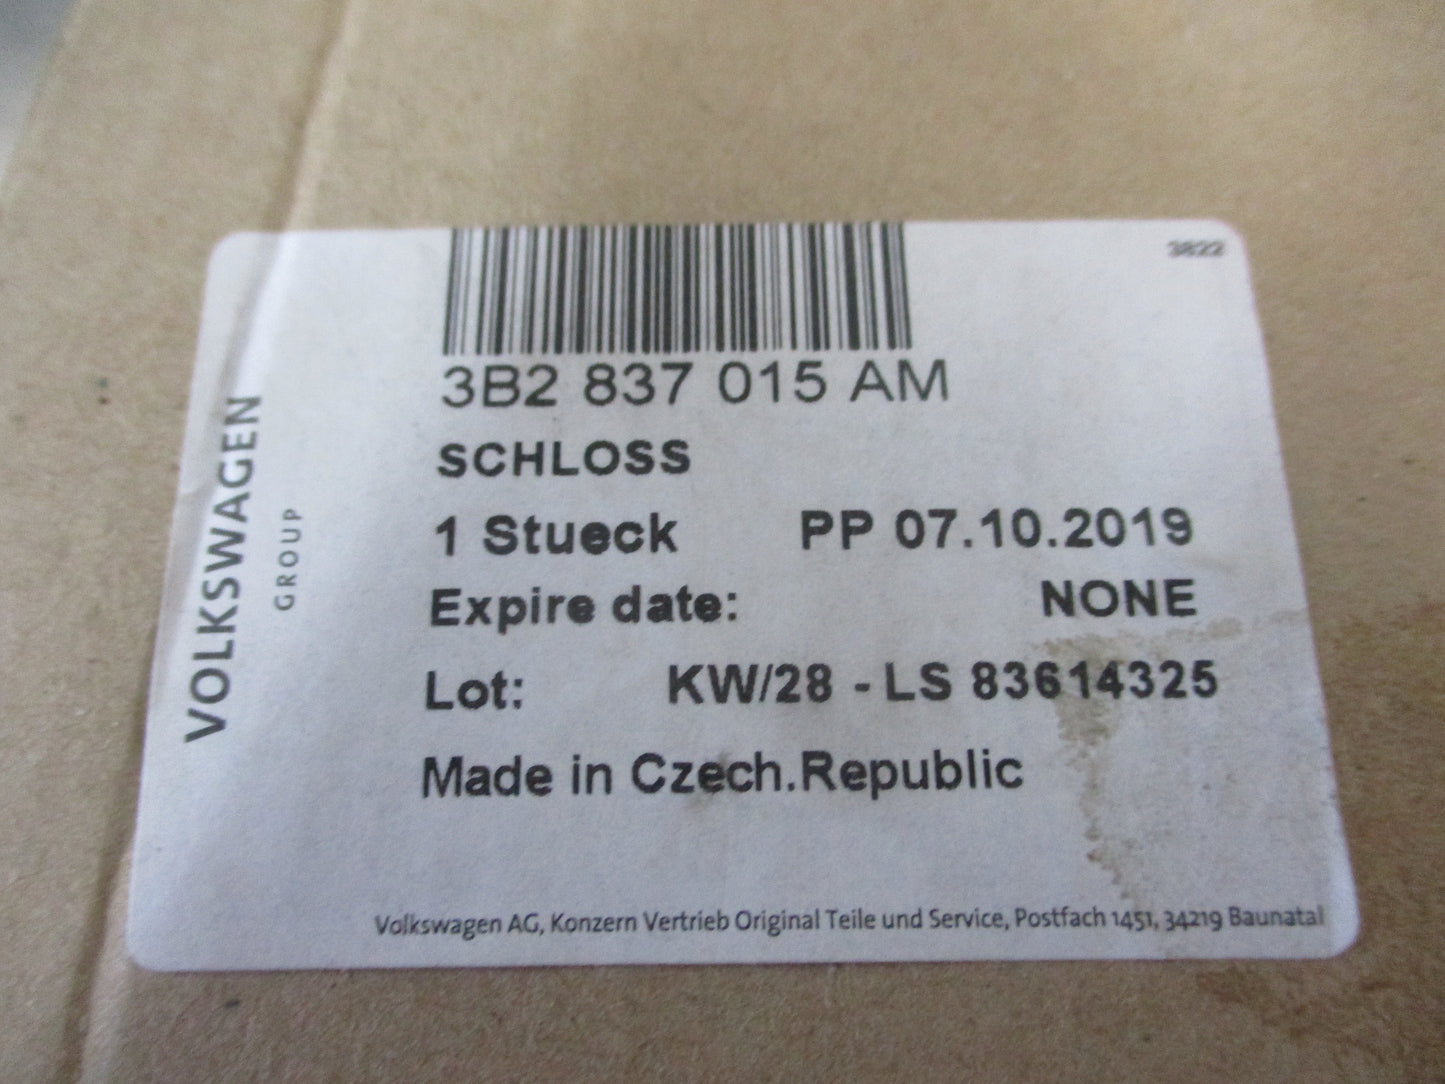 3822
3B2 837 015 AM
SCHLOSS
1 Stueck PP 07.10.2019
Expire date: NONE
Lot: KW/28 - LS 83614325
Made in Czech.Republic
Volkswagen AG, Konzern Vertrieb Original Teile und Service, Postfach 1451, 34219 Baunatal
VOLKSWAGEN
GROUP